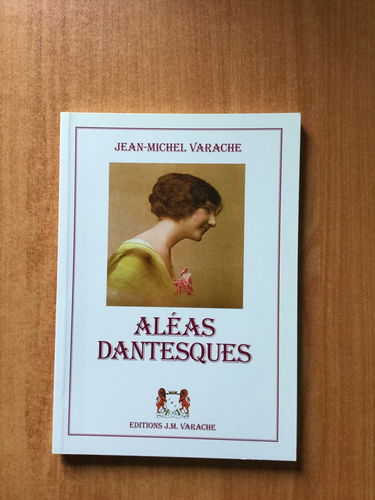 JEAN-MICHEL VARACHE
ALÉAS
DANTESQUES
EDITIONS J.M. VARACHE